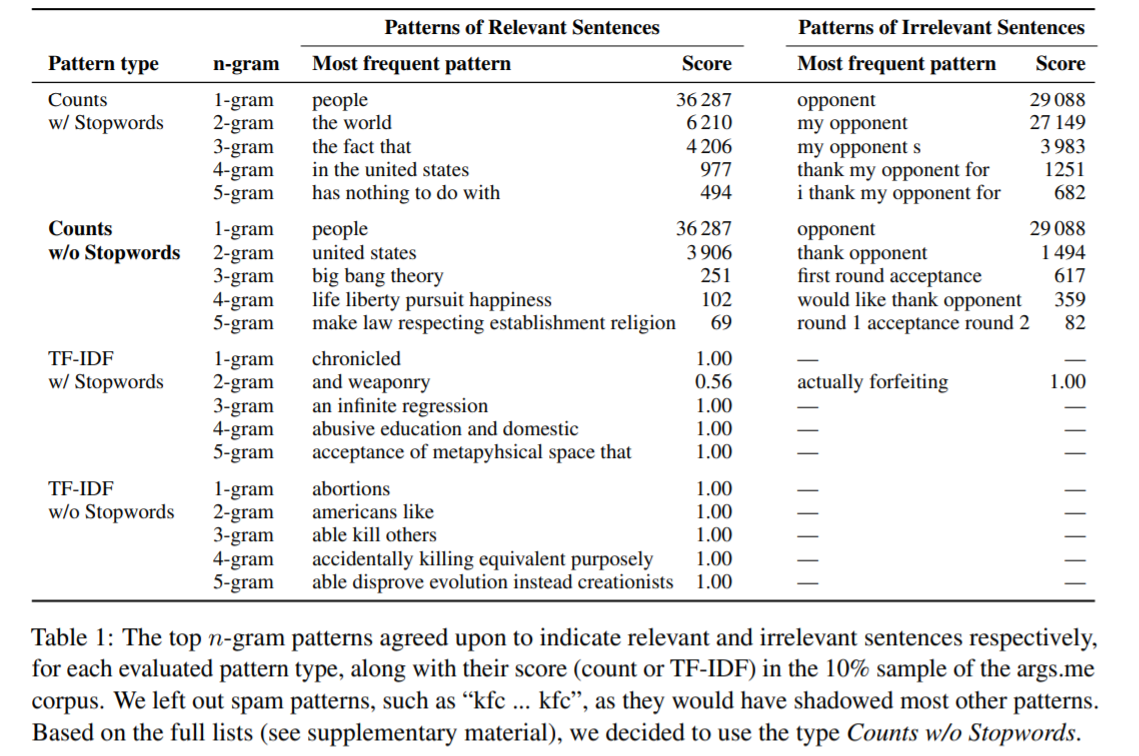 Patterns of Relevant Sentences Patterns of Irrelevant Sentences
Pattern type n-gram Most frequent pattern Score Most frequent pattern Score
Counts 1-gram people 36 287 opponent 29 088
w/ Stopwords 2-gram the world 6 210 my opponent 27 149
3-gram the fact that 4 206 my opponent s 3 983
4-gram in the united states 977 thank my opponent for 1251
5-gram has nothing to do with 494 i thank my opponent for 682
Counts 1-gram people 36 287 opponent 29 088
w/o Stopwords 2-gram united states 3 906 thank opponent 1 494
3-gram big bang theory 251 first round acceptance 617
4-gram life liberty pursuit happiness 102 would like thank opponent 359
5-gram make law respecting establishment religion 69 round 1 acceptance round 2 82
TF-IDF 1-gram chronicled 1.00 — —
w/ Stopwords 2-gram and weaponry 0.56 actually forfeiting 1.00
3-gram an infinite regression 1.00 — —
4-gram abusive education and domestic 1.00 — —
5-gram acceptance of metapyhsical space that 1.00 — —
TF-IDF 1-gram abortions 1.00 — —
w/o Stopwords 2-gram americans like 1.00 — —
3-gram able kill others 1.00 — —
4-gram accidentally killing equivalent purposely 1.00 — —
5-gram able disprove evolution instead creationists 1.00 — —
Table 1: The top n-gram patterns agreed upon to indicate relevant and irrelevant sentences respectively,
for each evaluated pattern type, along with their score (count or TF-IDF) in the 10% sample of the args.me
corpus. We left out spam patterns, such as “kfc ... kfc”, as they would have shadowed most other patterns.
Based on the full lists (see supplementary material), we decided to use the type Counts w/o Stopwords.